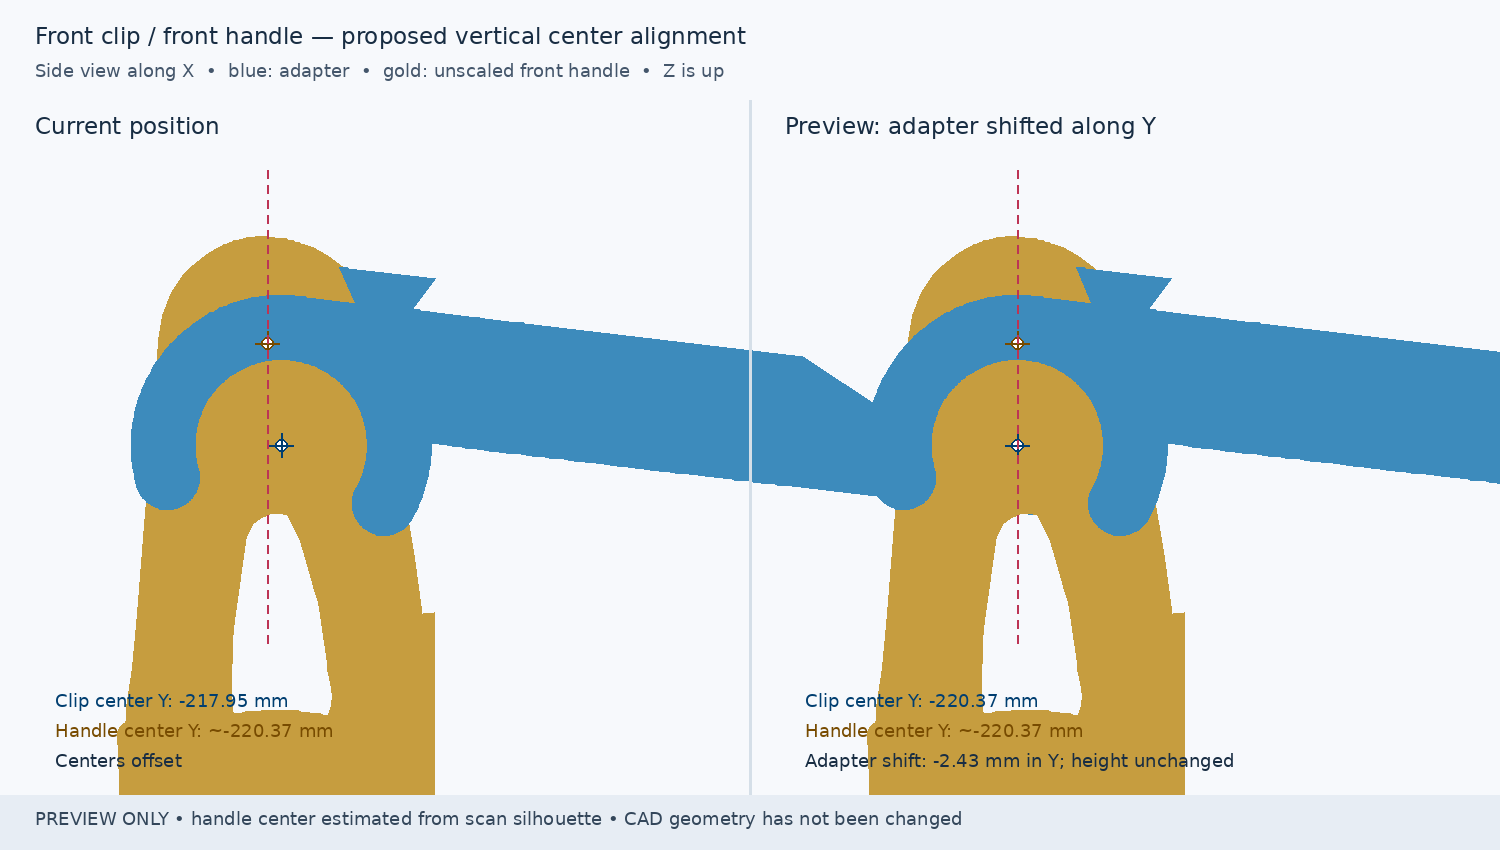 Front clip / front handle — proposed vertical center alignment
Side view along X • blue: adapter • gold: unscaled front handle • Z is up
Current position
Preview: adapter shifted along Y
Clip center Y: -217.95 mm
Handle center Y: ~-220.37 mm
Centers offset
Clip center Y: -220.37 mm
Handle center Y: ~-220.37 mm
Adapter shift: -2.43 mm in Y; height unchanged
PREVIEW ONLY • handle center estimated from scan silhouette • CAD geometry has not been changed